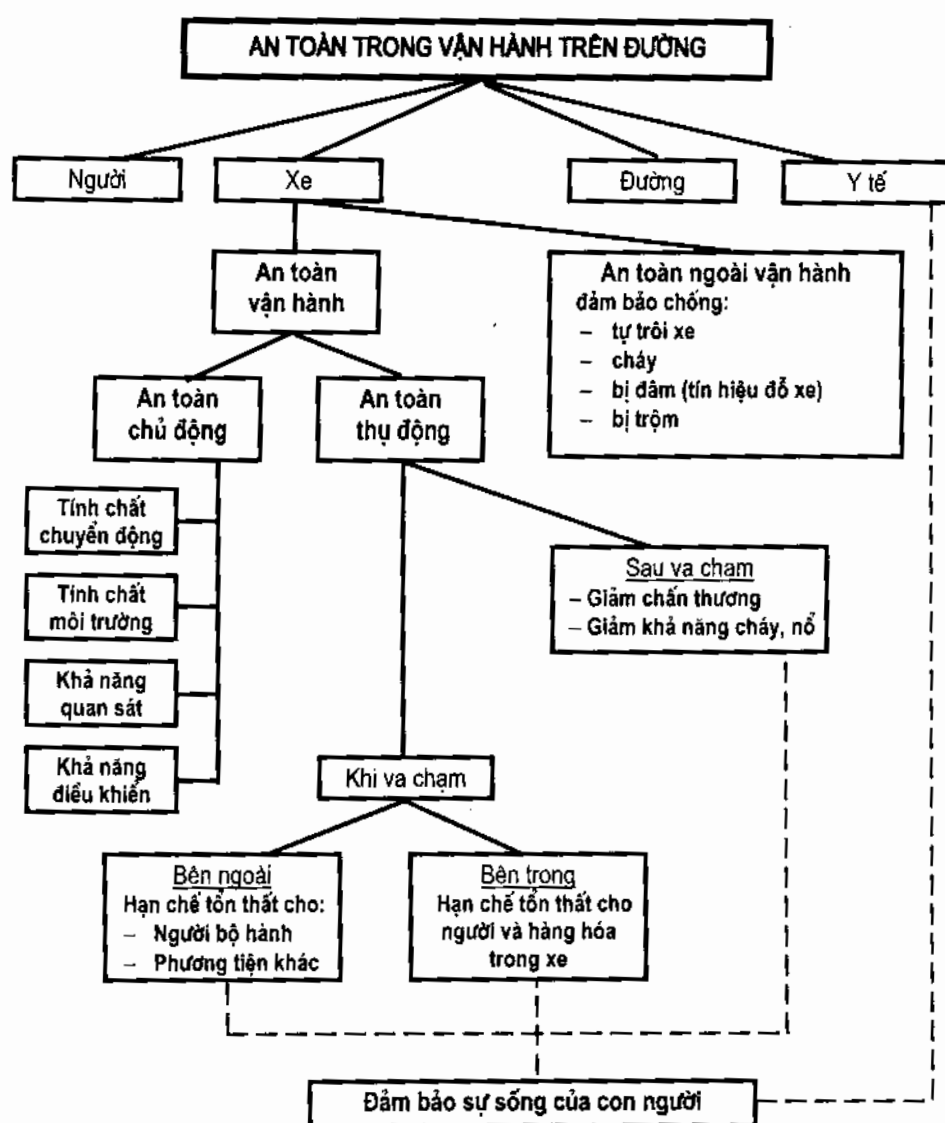 AN TOÀN TRONG VẬN HÀNH TRÊN ĐƯỜNG
Người
Xe
Đường
Y tế
An toàn
vận hành
An toàn ngoài vận hành
đảm bảo chống:
– tự trôi xe
– cháy
– bị đâm (tín hiệu đỗ xe)
– bị trộm
An toàn
chủ động
An toàn
thụ động
Tính chất
chuyển động
Tính chất
môi trường
Khả năng
quan sát
Khả năng
điều khiển
Sau va chạm
– Giảm chấn thương
– Giảm khả năng cháy, nổ
Khi va chạm
Bên ngoài
Hạn chế tổn thất cho:
– Người bộ hành
– Phương tiện khác
Bên trong
Hạn chế tổn thất cho
người và hàng hóa
trong xe
Đảm bảo sự sống của con người